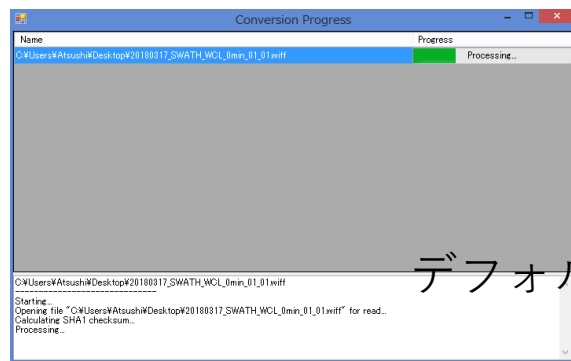 Conversion Progress
Name Progress
C:¥Users¥Atsushi¥Desktop¥20180317_SWATH_WCL_0min_01_01.wiff Processing...
C:¥Users¥Atsushi¥Desktop¥20180317_SWATH_WCL_0min_01_01.wiff
--------------------------------
Starting...
Opening file "C:¥Users¥Atsushi¥Desktop¥20180317_SWATH_WCL_0min_01_01.wiff" for read...
Calculating SHA1 checksum...
Processing...
デフォ